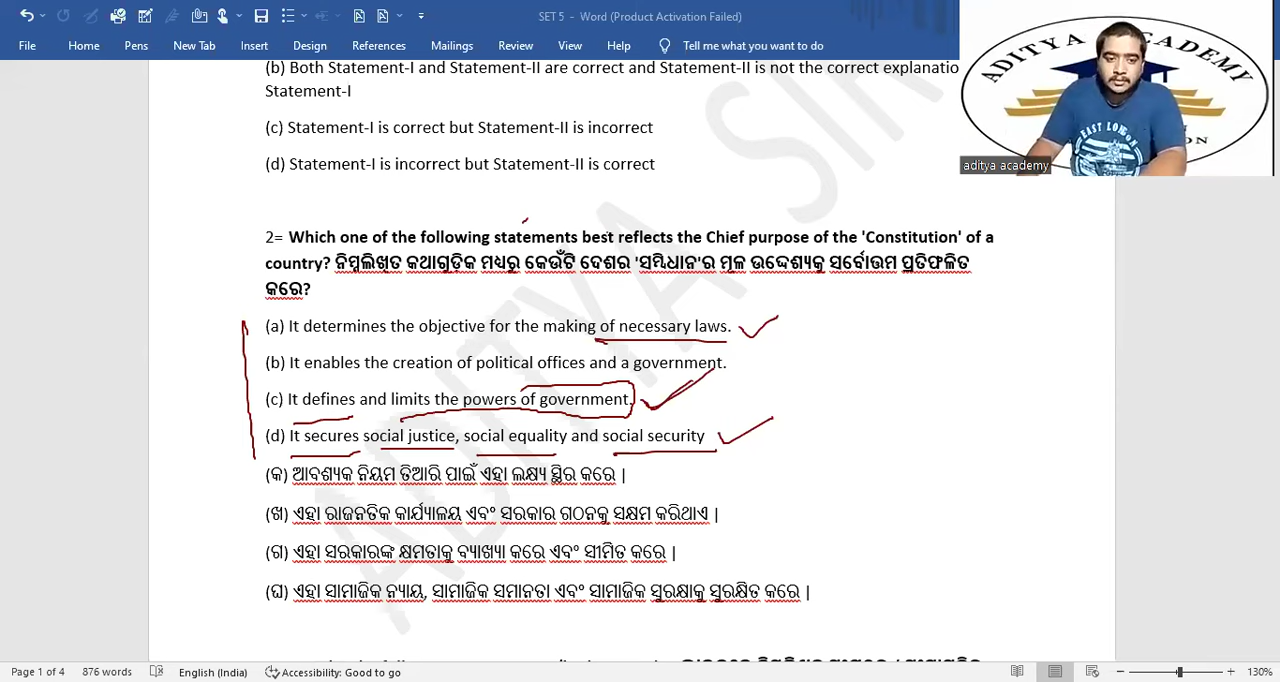 SET 5 - Word (Product Activation Failed)
File Home Pens New Tab Insert Design References Mailings Review View Help Tell me what you want to do
ADITYA ACADEMY
EAST LONDON
aditya academy
(b) Both Statement-I and Statement-II are correct and Statement-II is not the correct explanatio
Statement-I
(c) Statement-I is correct but Statement-II is incorrect
(d) Statement-I is incorrect but Statement-II is correct
2= Which one of the following statements best reflects the Chief purpose of the 'Constitution' of a
country? ନିମ୍ନଲିଖିତ କଥାଗୁଡ଼ିକ ମଧ୍ୟରୁ କେଉଁଟି ଦେଶର 'ସମ୍ବିଧାନ'ର ମୂଳ ଉଦ୍ଦେଶ୍ୟକୁ ସର୍ବୋତ୍ତମ ପ୍ରତିଫଳିତ
କରେ?
(a) It determines the objective for the making of necessary laws.
(b) It enables the creation of political offices and a government.
(c) It defines and limits the powers of government.
(d) It secures social justice, social equality and social security
(କ) ଆବଶ୍ୟକ ନିୟମ ତିଆରି ପାଇଁ ଏହା ଲକ୍ଷ୍ୟ ସ୍ଥିର କରେ |
(ଖ) ଏହା ରାଜନତିକ କାର୍ଯ୍ୟାଳୟ ଏବଂ ସରକାର ଗଠନକୁ ସକ୍ଷମ କରିଥାଏ |
(ଗ) ଏହା ସରକାରଙ୍କ କ୍ଷମତାକୁ ବ୍ୟାଖ୍ୟା କରେ ଏବଂ ସୀମିତ କରେ |
(ଘ) ଏହା ସାମାଜିକ ନ୍ୟାୟ, ସାମାଜିକ ସମାନତା ଏବଂ ସାମାଜିକ ସୁରକ୍ଷାକୁ ସୁରକ୍ଷିତ କରେ |
ADITYA SIR
Page 1 of 4 876 words English (India) Accessibility: Good to go 130%